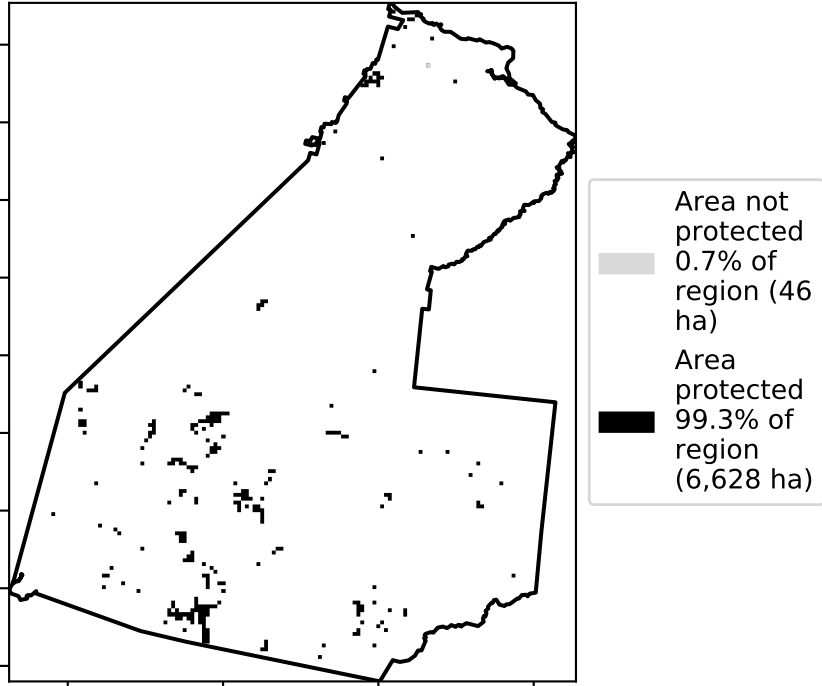 Area not
protected
0.7% of
region (46
ha)
Area
protected
99.3% of
region
(6,628 ha)